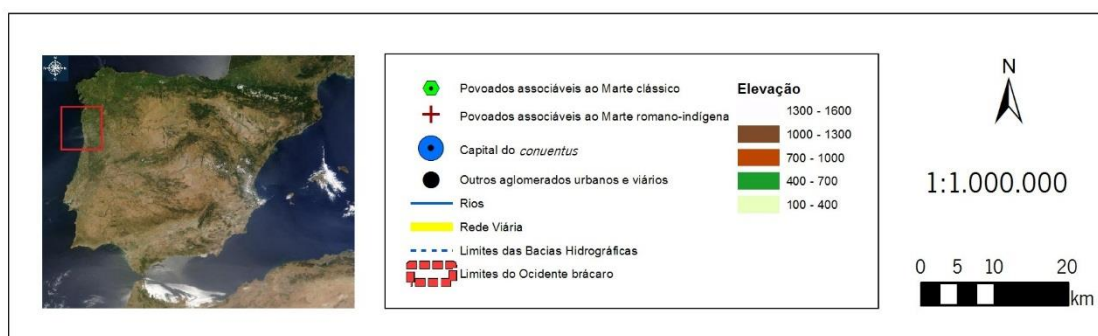 Povoados associáveis ao Marte clássico
Povoados associáveis ao Marte romano-indígena
Capital do conuentus
Outros aglomerados urbanos e viários
Rios
Rede Viária
Limites das Bacias Hidrográficas
Limites do Ocidente brácaro
Elevação
1300 - 1600
1000 - 1300
700 - 1000
400 - 700
100 - 400
N
1:1.000.000
0 5 10 20
km